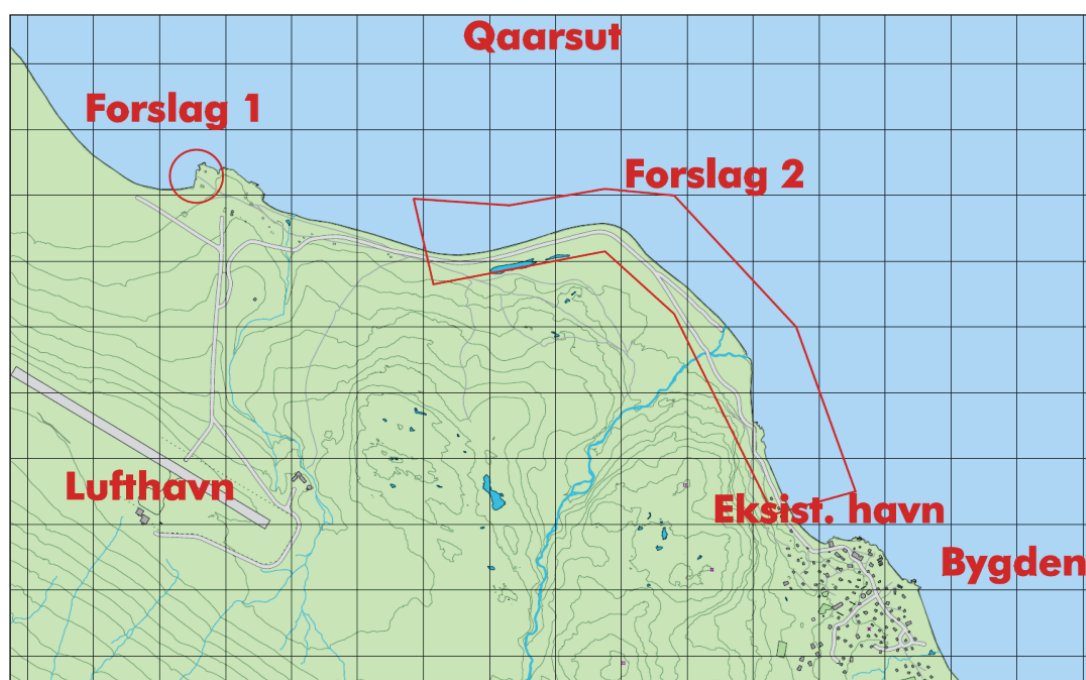 Qaarsut
Forslag 1
Forslag 2
Lufthavn
Eksist. havn
Bygden